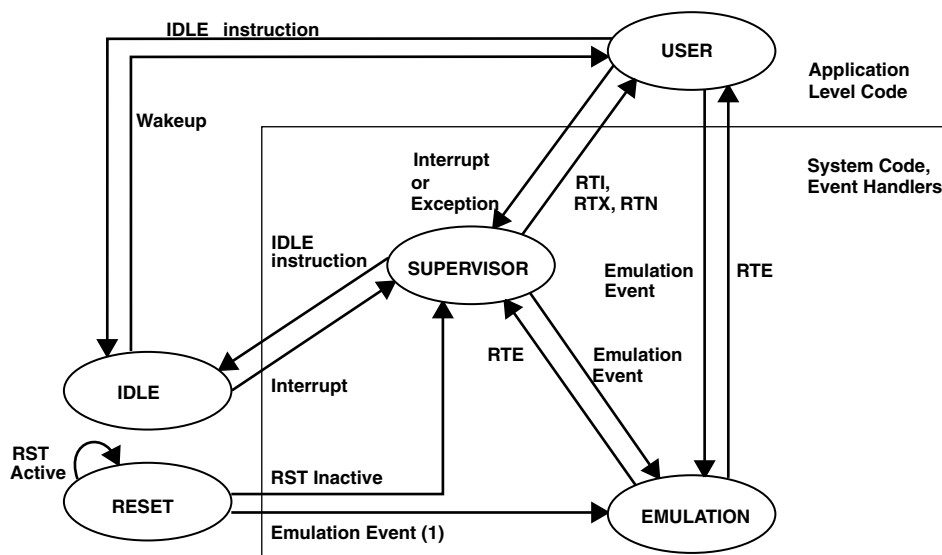 IDLE instruction
USER
Application
Level Code
Wakeup
System Code,
Event Handlers
Interrupt
or
Exception
RTI,
RTX, RTN
IDLE
instruction
SUPERVISOR
Emulation
Event
RTE
RTE
Emulation
Event
IDLE
Interrupt
RST
Active
RST Inactive
RESET
EMULATION
Emulation Event (1)